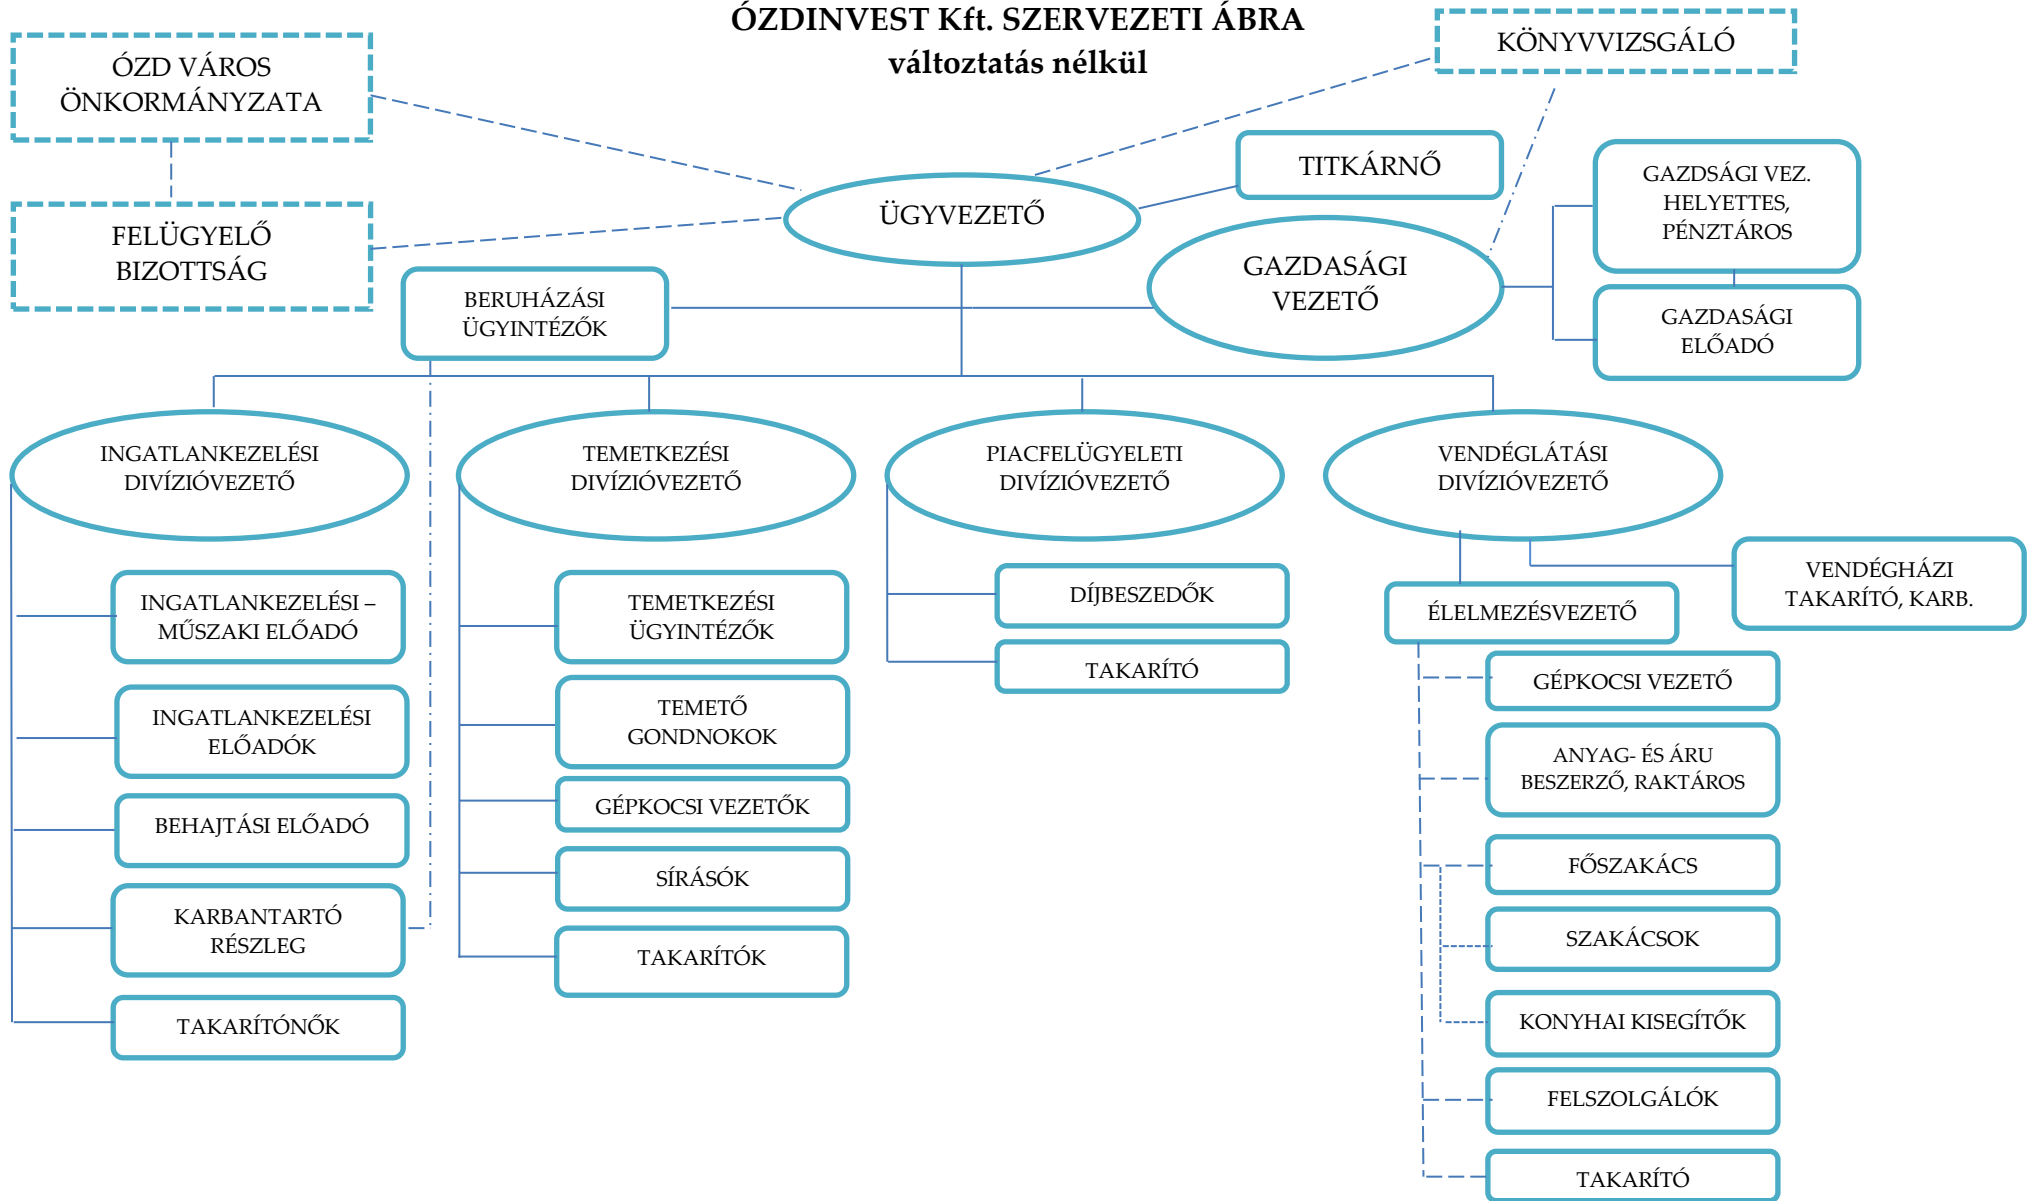 ÓZDINVEST Kft. SZERVEZETI ÁBRA
változtatás nélkül
ÓZD VÁROS
ÖNKORMÁNYZATA
KÖNYVVIZSGÁLÓ
TITKÁRNŐ
ÜGYVEZETŐ
FELÜGYELŐ
BIZOTTSÁG
GAZDSÁGI VEZ.
HELYETTES,
PÉNZTÁROS
GAZDASÁGI
VEZETŐ
BERUHÁZÁSI
ÜGYINTÉZŐK
GAZDASÁGI
ELŐADÓ
INGATLANKEZELÉSI
DIVÍZIÓVEZETŐ
TEMETKEZÉSI
DIVÍZIÓVEZETŐ
PIACFELÜGYELETI
DIVÍZIÓVEZETŐ
VENDÉGLÁTÁSI
DIVÍZIÓVEZETŐ
INGATLANKEZELÉSI –
MŰSZAKI ELŐADÓ
INGATLANKEZELÉSI
ELŐADÓK
BEHAJTÁSI ELŐADÓ
KARBANTARTÓ
RÉSZLEG
TAKARÍTÓNŐK
TEMETKEZÉSI
ÜGYINTÉZŐK
TEMETŐ
GONDNOKOK
GÉPKOCSI VEZETŐK
SÍRÁSÓK
TAKARÍTÓK
DÍJBESZEDŐK
TAKARÍTÓ
VENDÉGHÁZI
TAKARÍTÓ, KARB.
ÉLELMEZÉSVEZETŐ
GÉPKOCSI VEZETŐ
ANYAG- ÉS ÁRU
BESZERZŐ, RAKTÁROS
FŐSZAKÁCS
SZAKÁCSOK
KONYHAI KISEGÍTŐK
FELSZOLGÁLÓK
TAKARÍTÓ